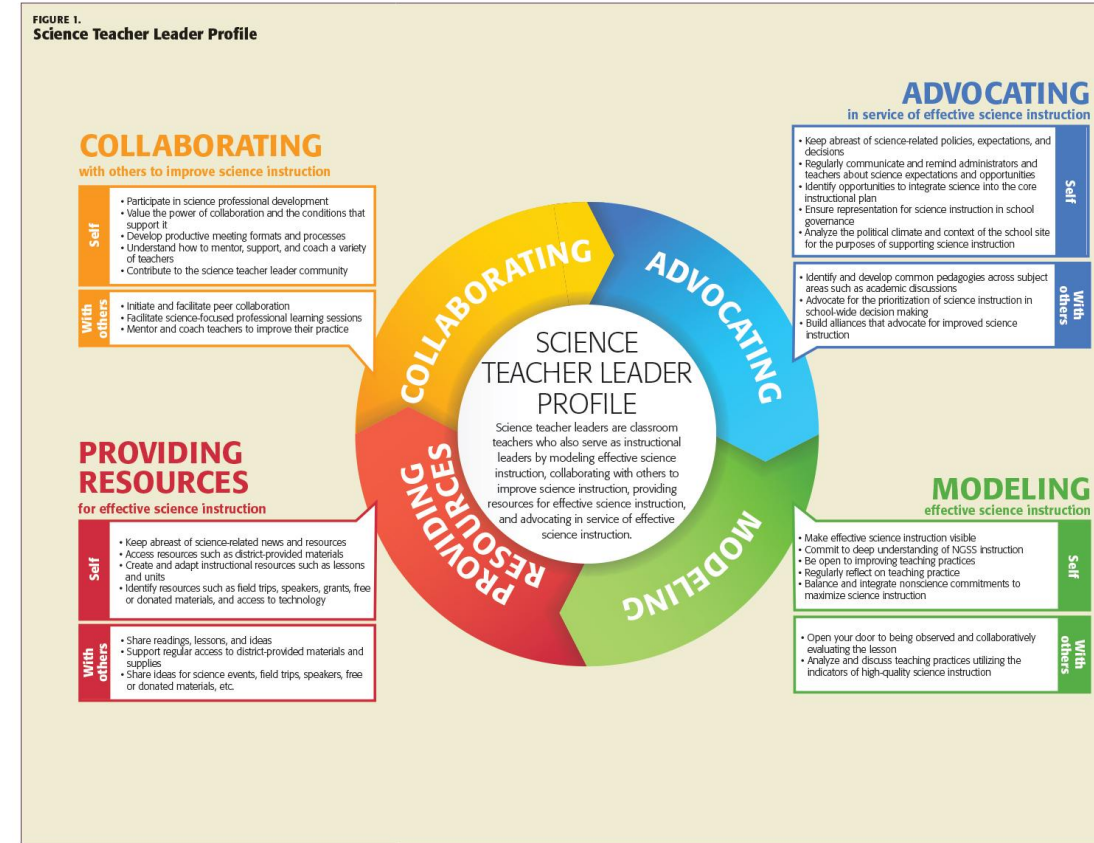 FIGURE 1.
Science Teacher Leader Profile
COLLABORATING
with others to improve science instruction
Self
• Participate in science professional development
• Value the power of collaboration and the conditions that
support it
• Develop productive meeting formats and processes
• Understand how to mentor, support, and coach a variety
of teachers
• Contribute to the science teacher leader community
With
others
• Initiate and facilitate peer collaboration
• Facilitate science-focused professional learning sessions
• Mentor and coach teachers to improve their practice
ADVOCATING
in service of effective science instruction
• Keep abreast of science-related policies, expectations, and
decisions
• Regularly communicate and remind administrators and
teachers about science expectations and opportunities
• Identify opportunities to integrate science into the core
instructional plan
• Ensure representation for science instruction in school
governance
• Analyze the political climate and context of the school site
for the purposes of supporting science instruction
Self
• Identify and develop common pedagogies across subject
areas such as academic discussions
• Advocate for the prioritization of science instruction in
school-wide decision making
• Build alliances that advocate for improved science
instruction
With
others
COLLABORATING
ADVOCATING
SCIENCE
TEACHER LEADER
PROFILE
Science teacher leaders are classroom
teachers who also serve as instructional
leaders by modeling effective science
instruction, collaborating with others to
improve science instruction, providing
resources for effective science instruction,
and advocating in service of effective
science instruction.
PROVIDING
RESOURCES
MODELING
PROVIDING
RESOURCES
for effective science instruction
Self
• Keep abreast of science-related news and resources
• Access resources such as district-provided materials
• Create and adapt instructional resources such as lessons
and units
• Identify resources such as field trips, speakers, grants, free
or donated materials, and access to technology
With
others
• Share readings, lessons, and ideas
• Support regular access to district-provided materials and
supplies
• Share ideas for science events, field trips, speakers, free
or donated materials, etc.
MODELING
effective science instruction
• Make effective science instruction visible
• Commit to deep understanding of NGSS instruction
• Be open to improving teaching practices
• Regularly reflect on teaching practice
• Balance and integrate nonscience commitments to
maximize science instruction
Self
• Open your door to being observed and collaboratively
evaluating the lesson
• Analyze and discuss teaching practices utilizing the
indicators of high-quality science instruction
With
others